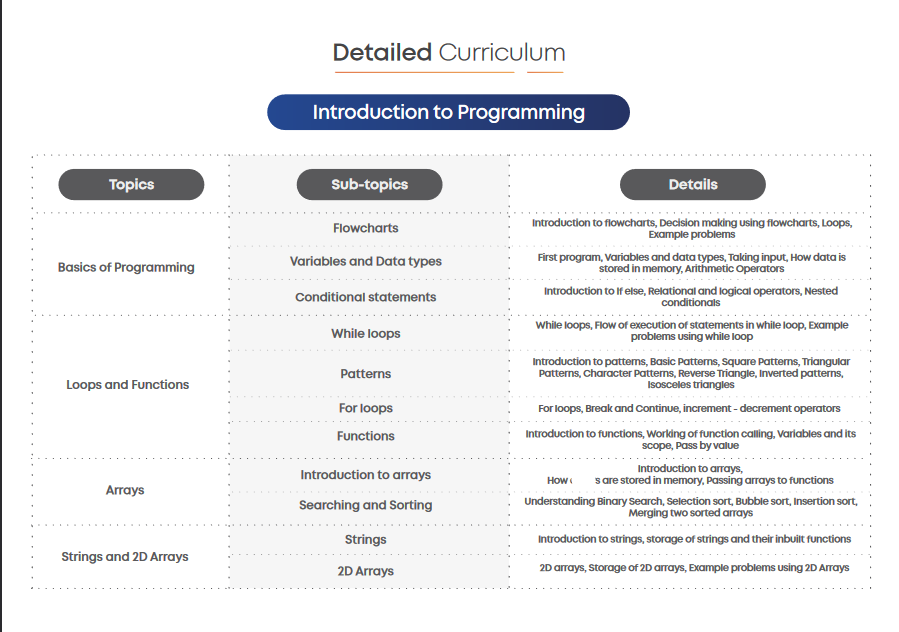 Detailed Curriculum
Introduction to Programming
Topics Sub-topics Details
Basics of Programming
Flowcharts
Introduction to flowcharts, Decision making using flowcharts, Loops,
Example problems
Variables and Data types
First program, Variables and data types, Taking input, How data is
stored in memory, Arithmetic Operators
Conditional statements
Introduction to If else, Relational and logical operators, Nested
conditionals
Loops and Functions
While loops
While loops, Flow of execution of statements in while loop, Example
problems using while loop
Patterns
Introduction to patterns, Basic Patterns, Square Patterns, Triangular
Patterns, Character Patterns, Reverse Triangle, Inverted patterns,
Isosceles triangles
For loops
For loops, Break and Continue, increment - decrement operators
Functions
Introduction to functions, Working of function calling, Variables and its
scope, Pass by value
Arrays
Introduction to arrays
Introduction to arrays,
How s are stored in memory, Passing arrays to functions
Searching and Sorting
Understanding Binary Search, Selection sort, Bubble sort, Insertion sort,
Merging two sorted arrays
Strings and 2D Arrays
Strings
Introduction to strings, storage of strings and their inbuilt functions
2D Arrays
2D arrays, Storage of 2D arrays, Example problems using 2D Arrays